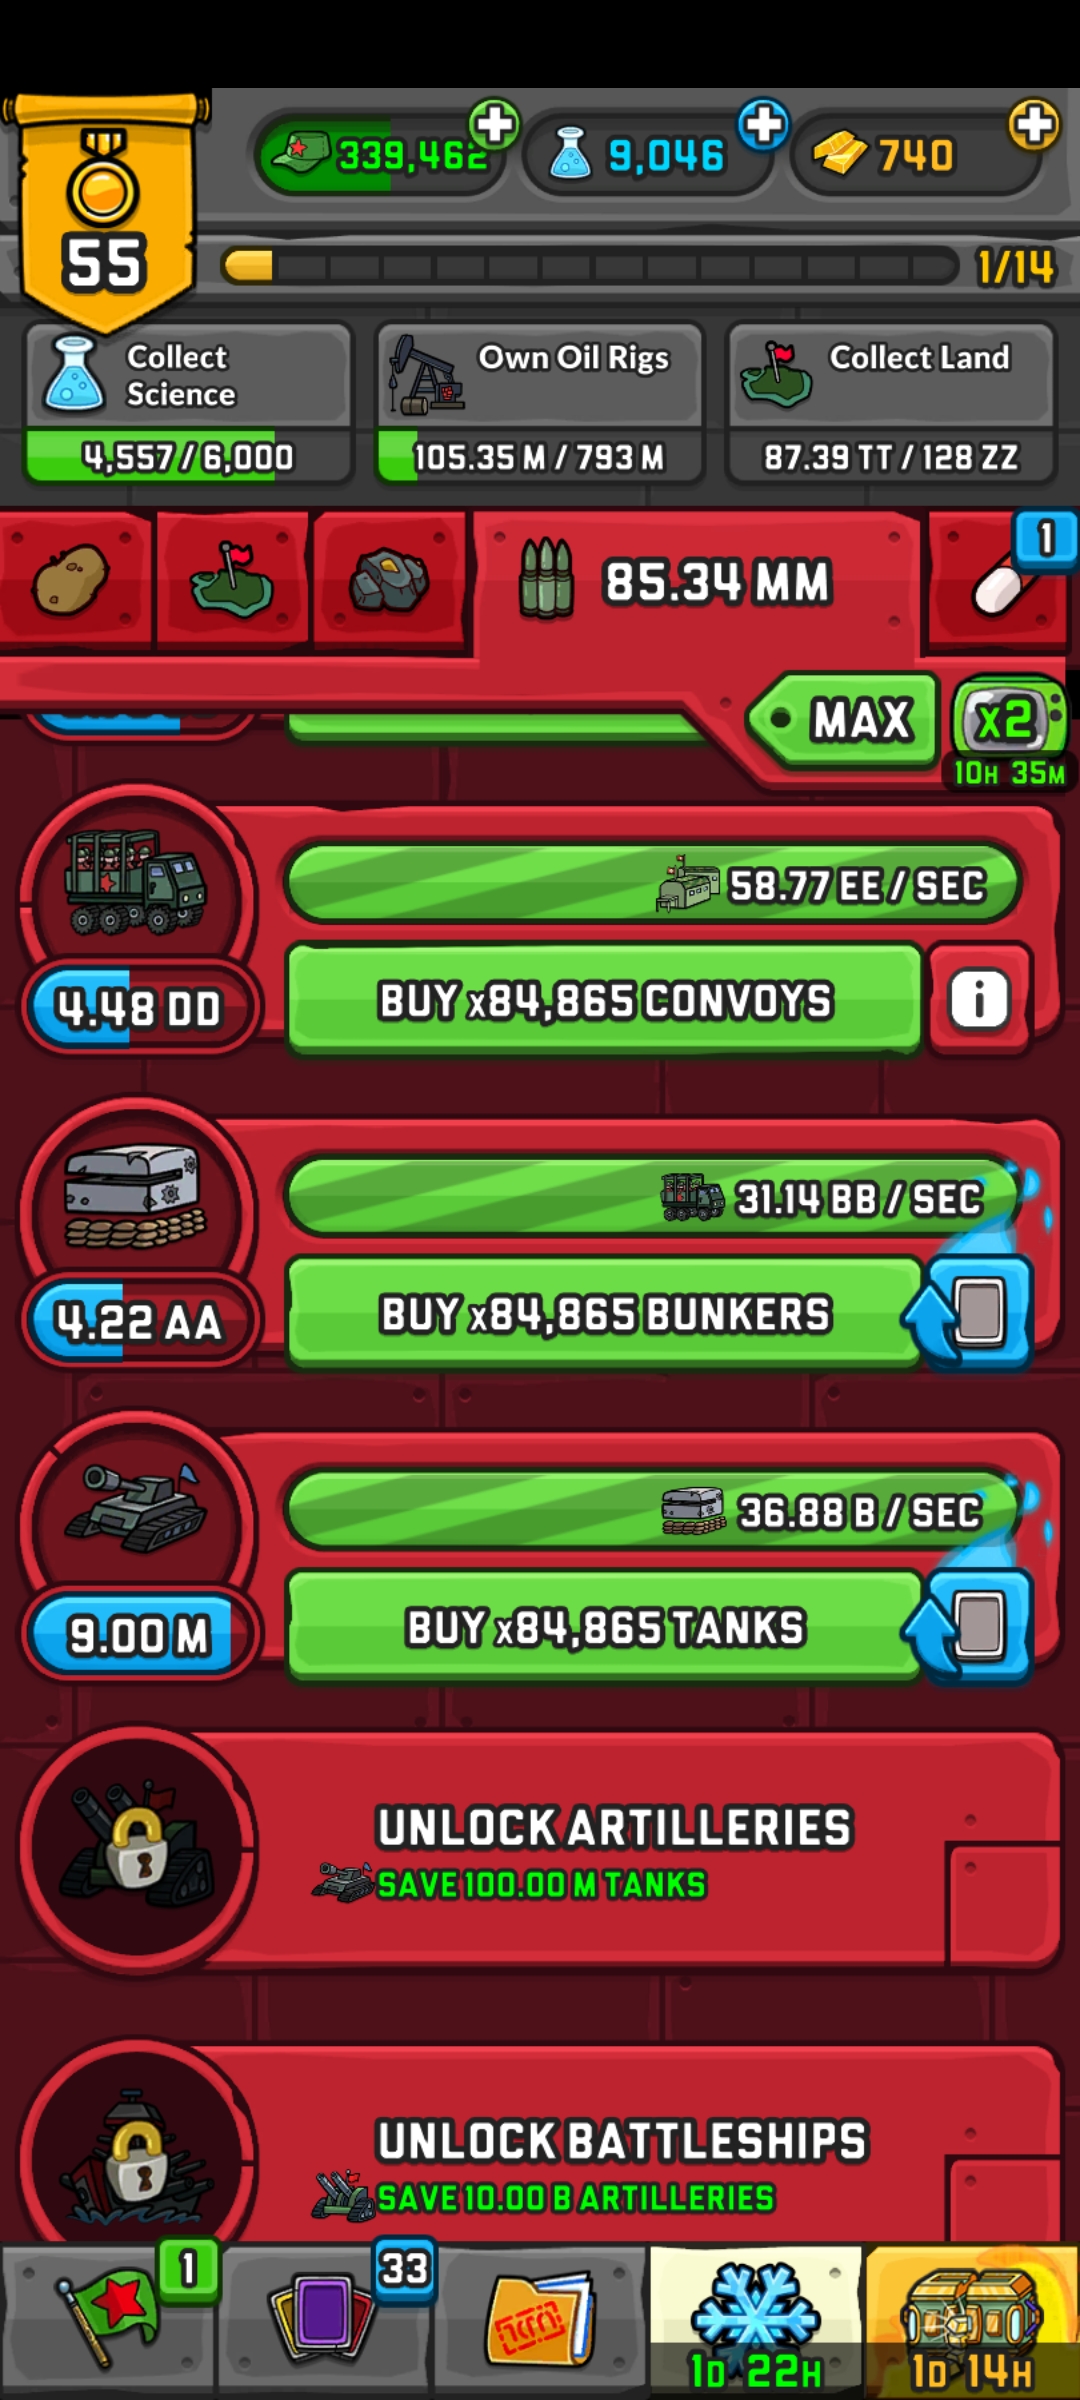 339,462
9,046
740
55
1/14
Collect Science
4,557/6,000
Own Oil Rigs
105.35 M / 793 M
Collect Land
87.39 TT / 128 ZZ
85.34 MM
1
MAX
x2
10H 35M
58.77 EE / SEC
4.48 DD
BUY x84,865 CONVOYS
i
31.14 BB / SEC
4.22 AA
BUY x84,865 BUNKERS
36.88 B / SEC
9.00 M
BUY x84,865 TANKS
UNLOCK ARTILLERIES
SAVE 100.00 M TANKS
UNLOCK BATTLESHIPS
SAVE 10.00 B ARTILLERIES
1
33
1D 22H
1D 14H